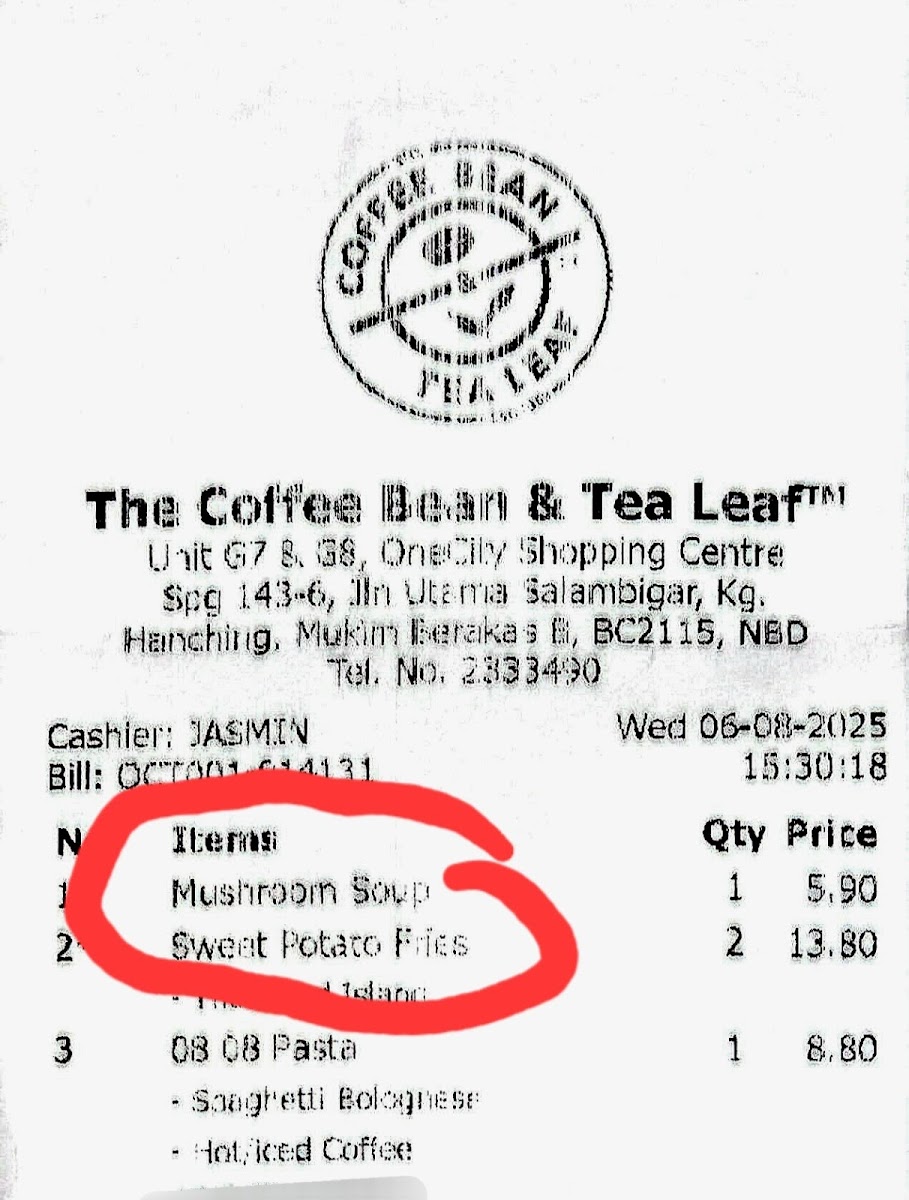 COFFEE BEAN
&
TEA LEAF
The Coffee Bean & Tea Leaf™
Unit G7 & G8, OneCity Shopping Centre
Spg 143-6, Jln Utama Salambigar, Kg.
Hanching, Mukim Berakas B, BC2115, NBD
Tel. No. 2333490
Cashier: JASMIN Wed 06-08-2025
Bill: 15:30:18
Items Qty Price
1 Mushroom Soup 1 5.90
2 Sweet Potato Fries 2 13.80
- Island
3 08 08 Pasta 1 8.80
- Spaghetti Bolognese
- Hot/Iced Coffee